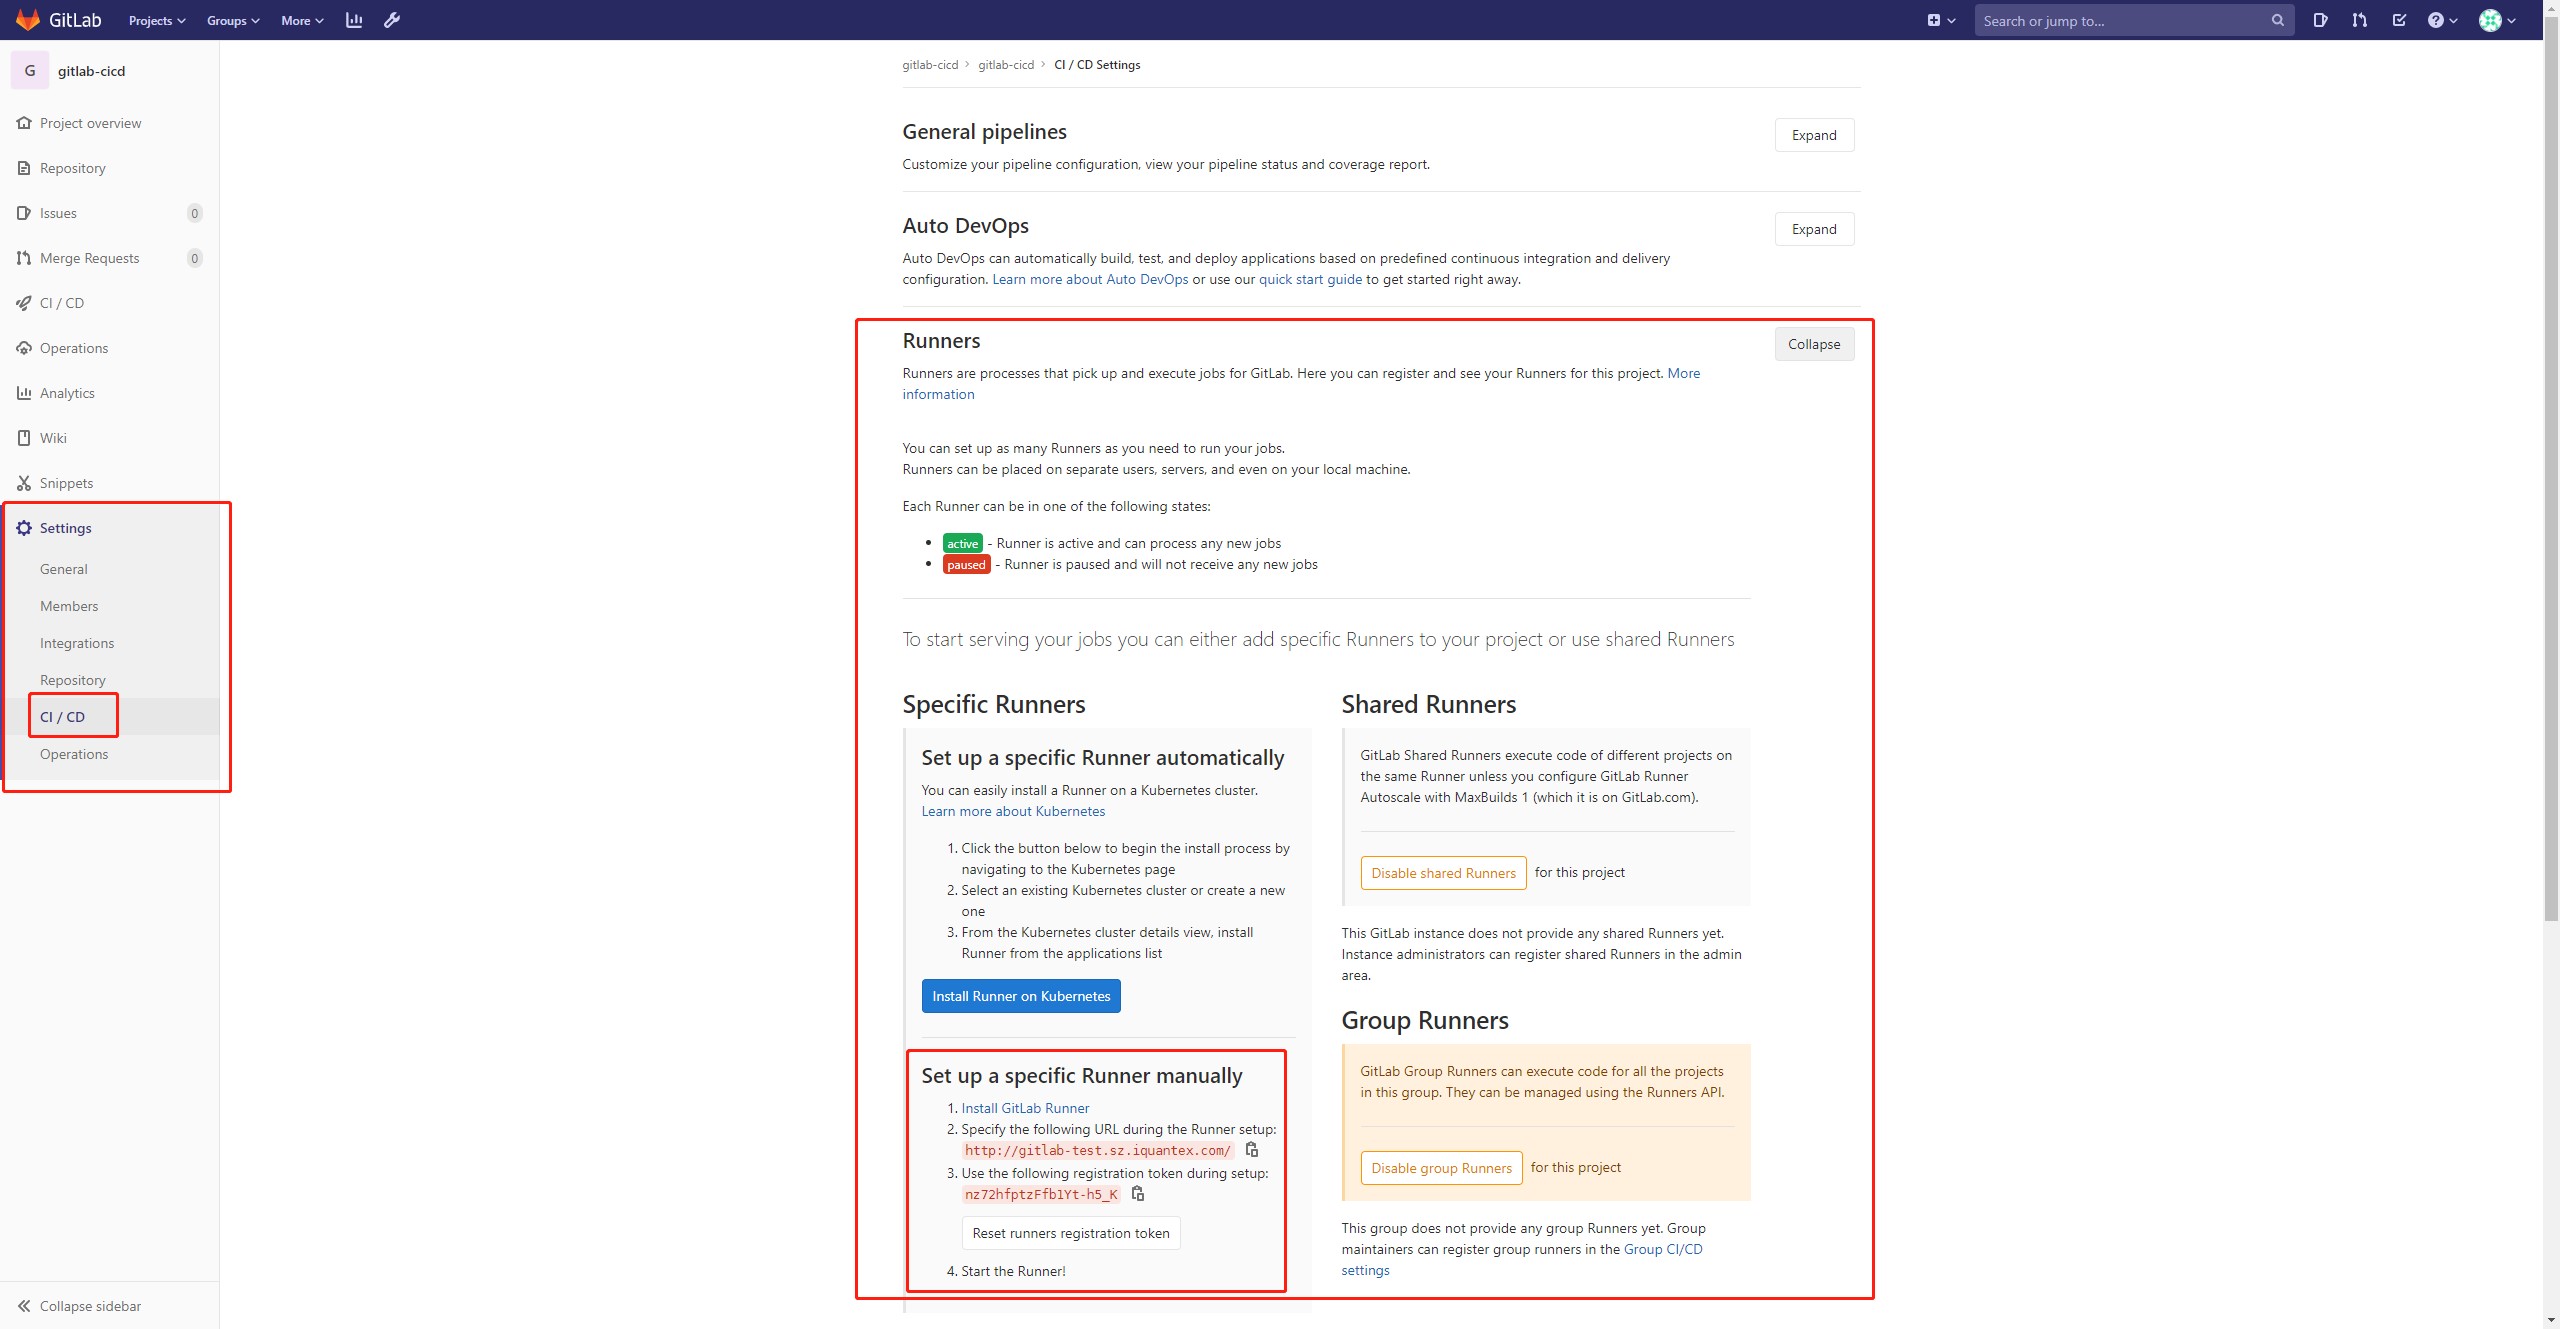 GitLab
Projects
Groups
More
Search or jump to...
G
gitlab-cicd
Project overview
Repository
Issues 0
Merge Requests 0
CI / CD
Operations
Analytics
Wiki
Snippets
Settings
General
Members
Integrations
Repository
CI / CD
Operations
Collapse sidebar
gitlab-cicd › gitlab-cicd › CI / CD Settings
General pipelines
Expand
Customize your pipeline configuration, view your pipeline status and coverage report.
Auto DevOps
Expand
Auto DevOps can automatically build, test, and deploy applications based on predefined continuous integration and delivery
configuration. Learn more about Auto DevOps or use our quick start guide to get started right away.
Runners
Collapse
Runners are processes that pick up and execute jobs for GitLab. Here you can register and see your Runners for this project. More
information
You can set up as many Runners as you need to run your jobs.
Runners can be placed on separate users, servers, and even on your local machine.
Each Runner can be in one of the following states:
• active - Runner is active and can process any new jobs
• paused - Runner is paused and will not receive any new jobs
To start serving your jobs you can either add specific Runners to your project or use shared Runners
Specific Runners
Set up a specific Runner automatically
You can easily install a Runner on a Kubernetes cluster.
Learn more about Kubernetes
1. Click the button below to begin the install process by
navigating to the Kubernetes page
2. Select an existing Kubernetes cluster or create a new
one
3. From the Kubernetes cluster details view, install
Runner from the applications list
Install Runner on Kubernetes
Set up a specific Runner manually
1. Install GitLab Runner
2. Specify the following URL during the Runner setup:
http://gitlab-test.sz.iquantex.com/
3. Use the following registration token during setup:
nz72hfptzFfb1Yt-h5_K
Reset runners registration token
4. Start the Runner!
Shared Runners
GitLab Shared Runners execute code of different projects on
the same Runner unless you configure GitLab Runner
Autoscale with MaxBuilds 1 (which it is on GitLab.com).
Disable shared Runners for this project
This GitLab instance does not provide any shared Runners yet.
Instance administrators can register shared Runners in the admin
area.
Group Runners
GitLab Group Runners can execute code for all the projects
in this group. They can be managed using the Runners API.
Disable group Runners for this project
This group does not provide any group Runners yet. Group
maintainers can register group runners in the Group CI/CD
settings